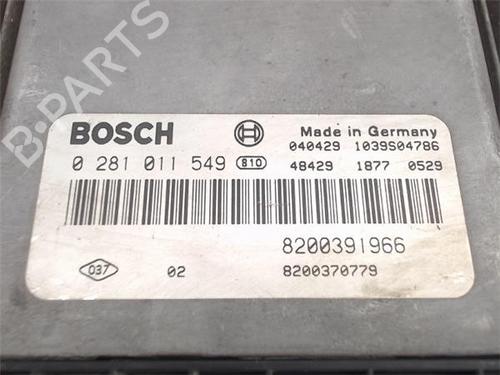 B-PARTS
BOSCH
Made in Germany
040429 1039S04786
0 281 011 549 810
48429 1877 0529
8200391966
037 02 8200370779